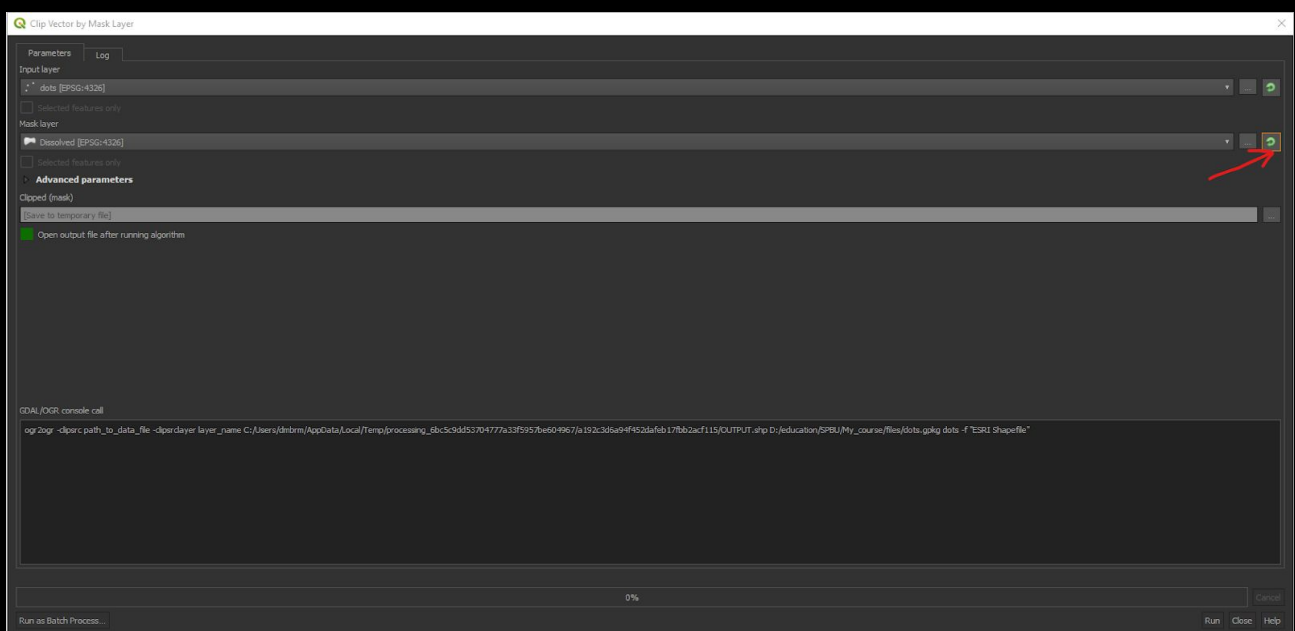 Clip Vector by Mask Layer
Parameters Log
Input layer
dots [EPSG:4326]
...
Selected features only
Mask layer
Dissolved [EPSG:4326]
...
Selected features only
Advanced parameters
Clipped (mask)
[Save to temporary file]
...
Open output file after running algorithm
GDAL/OGR console call
ogr2ogr -clipsrc path_to_data_file -clipsrclayer layer_name C:/Users/dmbrm/AppData/Local/Temp/processing_6bc5c9dd53704777a33f5957be604967/a192c3d6a94f452dafeb17fbb2acf115/OUTPUT.shp D:/education/SPBU/My_course/files/dots.gpkg dots -f "ESRI Shapefile"
0%
Cancel
Run as Batch Process...
Run Close Help